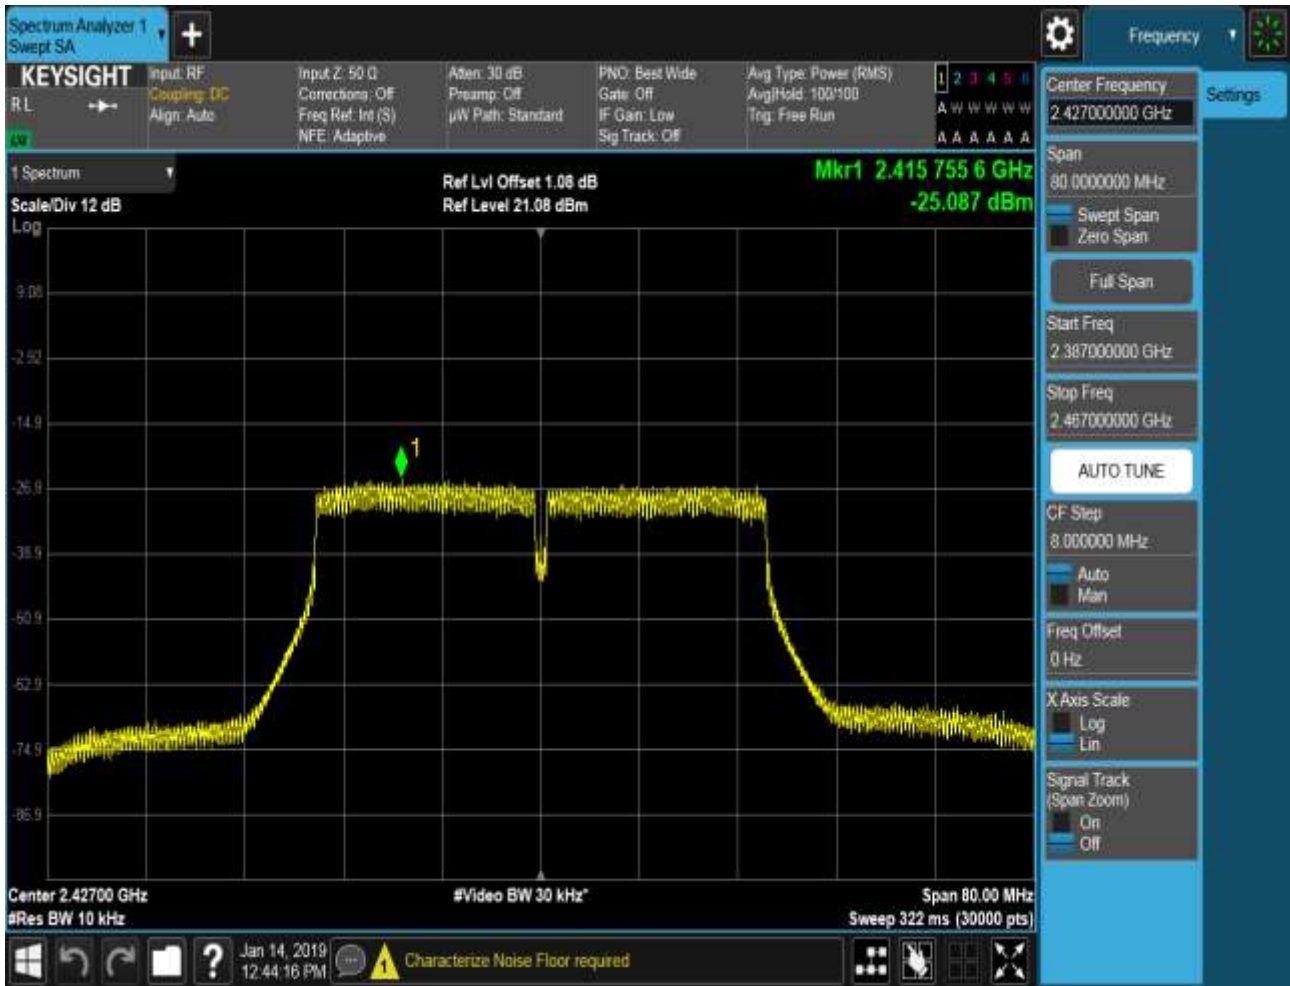 Spectrum Analyzer 1
Swept SA
+
Frequency
KEYSIGHT
R L
Input: RF
Coupling: DC
Align: Auto
Input Z: 50 Ω
Corrections: Off
Freq Ref: Int (S)
NFE: Adaptive
Atten: 30 dB
Preamp: Off
µW Path: Standard
PNO: Best Wide
Gate: Off
IF Gain: Low
Sig Track: Off
Avg Type: Power (RMS)
Avg|Hold: 100/100
Trig: Free Run
1 2 3 4 5 6
A W W W W W
A A A A A A
1 Spectrum
Scale/Div 12 dB
Log
Ref Lvl Offset 1.08 dB
Ref Level 21.08 dBm
Mkr1 2.415 755 6 GHz
-25.087 dBm
9.08
-2.92
-14.9
-26.9
-38.9
-50.9
-62.9
-74.9
-86.9
1
Center 2.42700 GHz
#Res BW 10 kHz
#Video BW 30 kHz*
Span 80.00 MHz
Sweep 322 ms (30000 pts)
Center Frequency
2.427000000 GHz
Settings
Span
80.0000000 MHz
Swept Span
Zero Span
Full Span
Start Freq
2.387000000 GHz
Stop Freq
2.467000000 GHz
AUTO TUNE
CF Step
8.000000 MHz
Auto
Man
Freq Offset
0 Hz
X Axis Scale
Log
Lin
Signal Track
(Span Zoom)
On
Off
?
Jan 14, 2019
12:44:16 PM
1
Characterize Noise Floor required